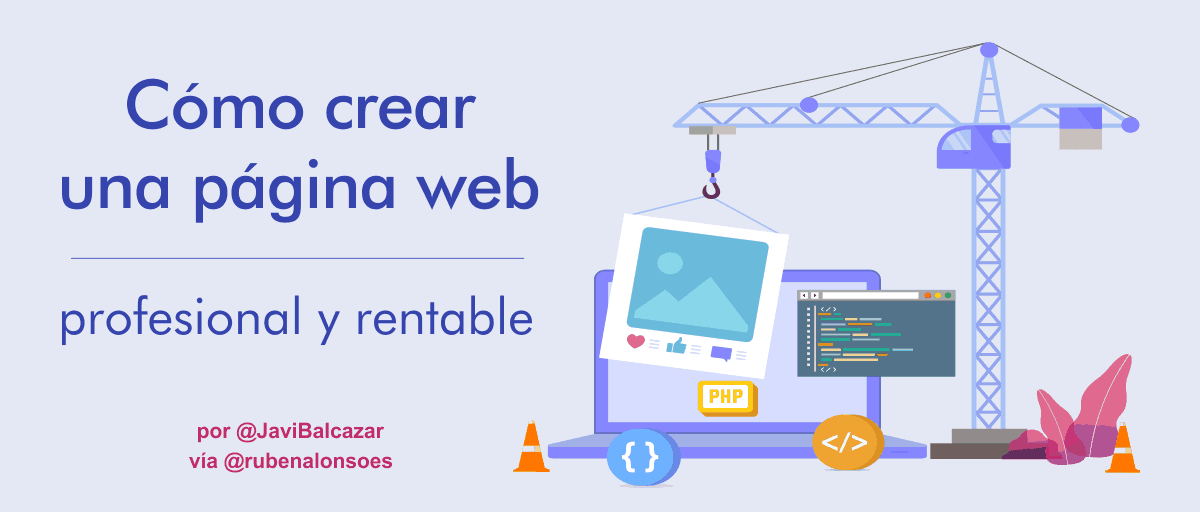 Cómo crear
una página web
profesional y rentable
por @JaviBalcazar
vía @rubenalonsoes
</>
</>
PHP
{ }
</>